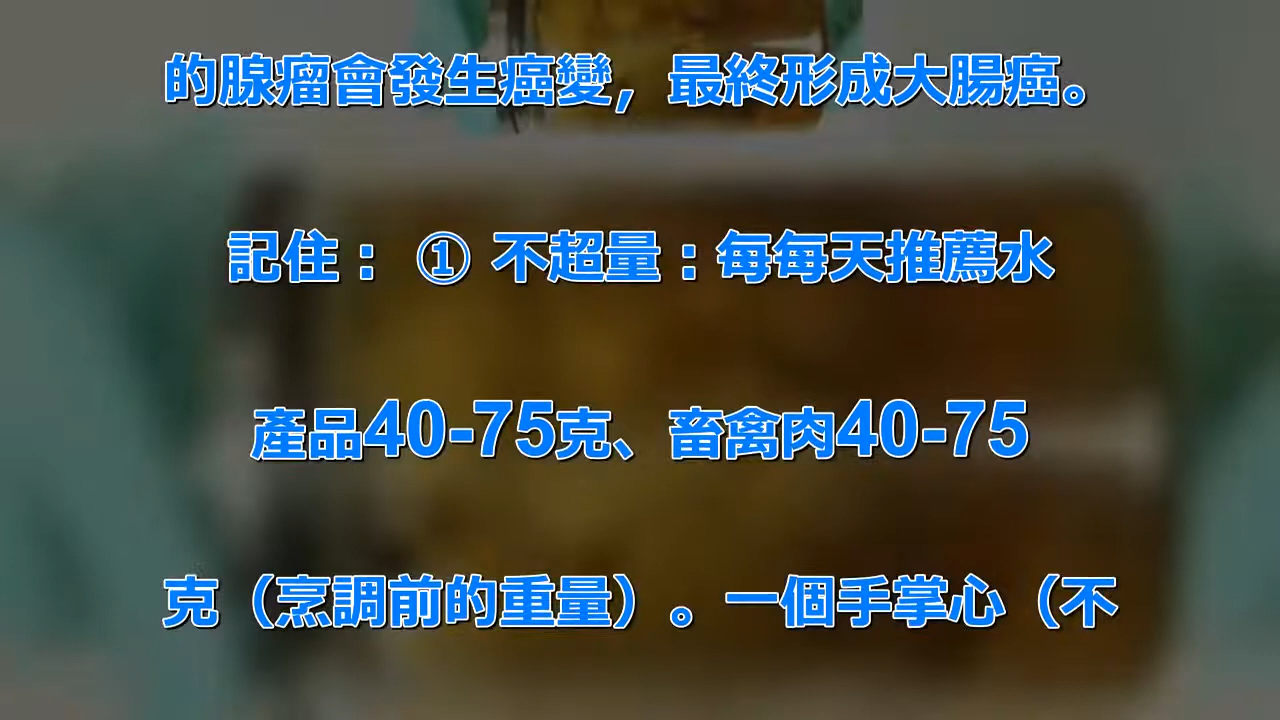 的腺瘤會發生癌變，最終形成大腸癌。
記住：① 不超量：每每天推薦水
產品40-75克、畜禽肉40-75
克（烹調前的重量）。一個手掌心（不